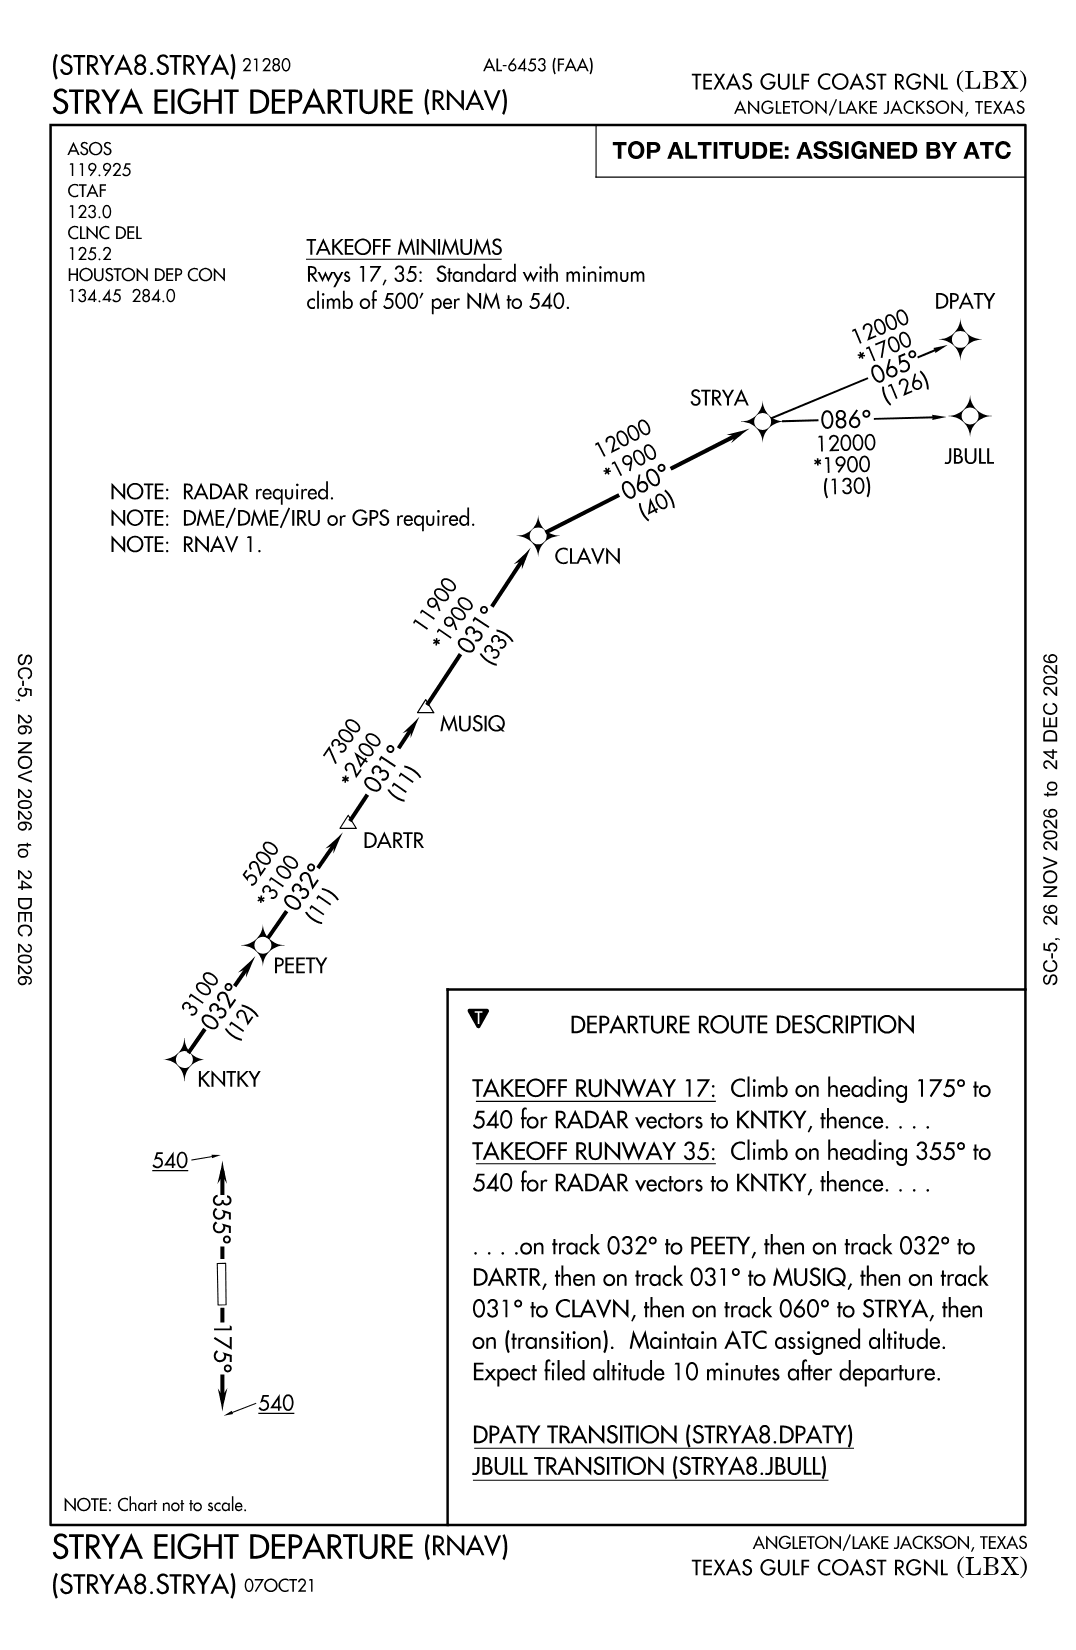 (STRYA8.STRYA) 21280
AL-6453 (FAA)
TEXAS GULF COAST RGNL (LBX)
STRYA EIGHT DEPARTURE (RNAV)
ANGLETON/LAKE JACKSON, TEXAS
TOP ALTITUDE: ASSIGNED BY ATC
ASOS
119.925
CTAF
123.0
CLNC DEL
125.2
HOUSTON DEP CON
134.45 284.0
TAKEOFF MINIMUMS
Rwys 17, 35: Standard with minimum
climb of 500' per NM to 540.
DPATY
12000
*1700
065°
(126)
STRYA
086°
12000
*1900
(130)
JBULL
12000
*1900
060°
(40)
NOTE: RADAR required.
NOTE: DME/DME/IRU or GPS required.
NOTE: RNAV 1.
CLAVN
11900
*1900
031°
(33)
MUSIQ
7300
*2400
031°
(11)
DARTR
5200
*3100
032°
(11)
PEETY
3100
032°
(12)
KNTKY
540
355°
175°
540
NOTE: Chart not to scale.
T
DEPARTURE ROUTE DESCRIPTION
TAKEOFF RUNWAY 17: Climb on heading 175° to
540 for RADAR vectors to KNTKY, thence. . . .
TAKEOFF RUNWAY 35: Climb on heading 355° to
540 for RADAR vectors to KNTKY, thence. . . .
. . . .on track 032° to PEETY, then on track 032° to
DARTR, then on track 031° to MUSIQ, then on track
031° to CLAVN, then on track 060° to STRYA, then
on (transition). Maintain ATC assigned altitude.
Expect filed altitude 10 minutes after departure.
DPATY TRANSITION (STRYA8.DPATY)
JBULL TRANSITION (STRYA8.JBULL)
SC-5, 26 NOV 2026 to 24 DEC 2026
SC-5, 26 NOV 2026 to 24 DEC 2026
STRYA EIGHT DEPARTURE (RNAV)
ANGLETON/LAKE JACKSON, TEXAS
(STRYA8.STRYA) 07OCT21
TEXAS GULF COAST RGNL (LBX)